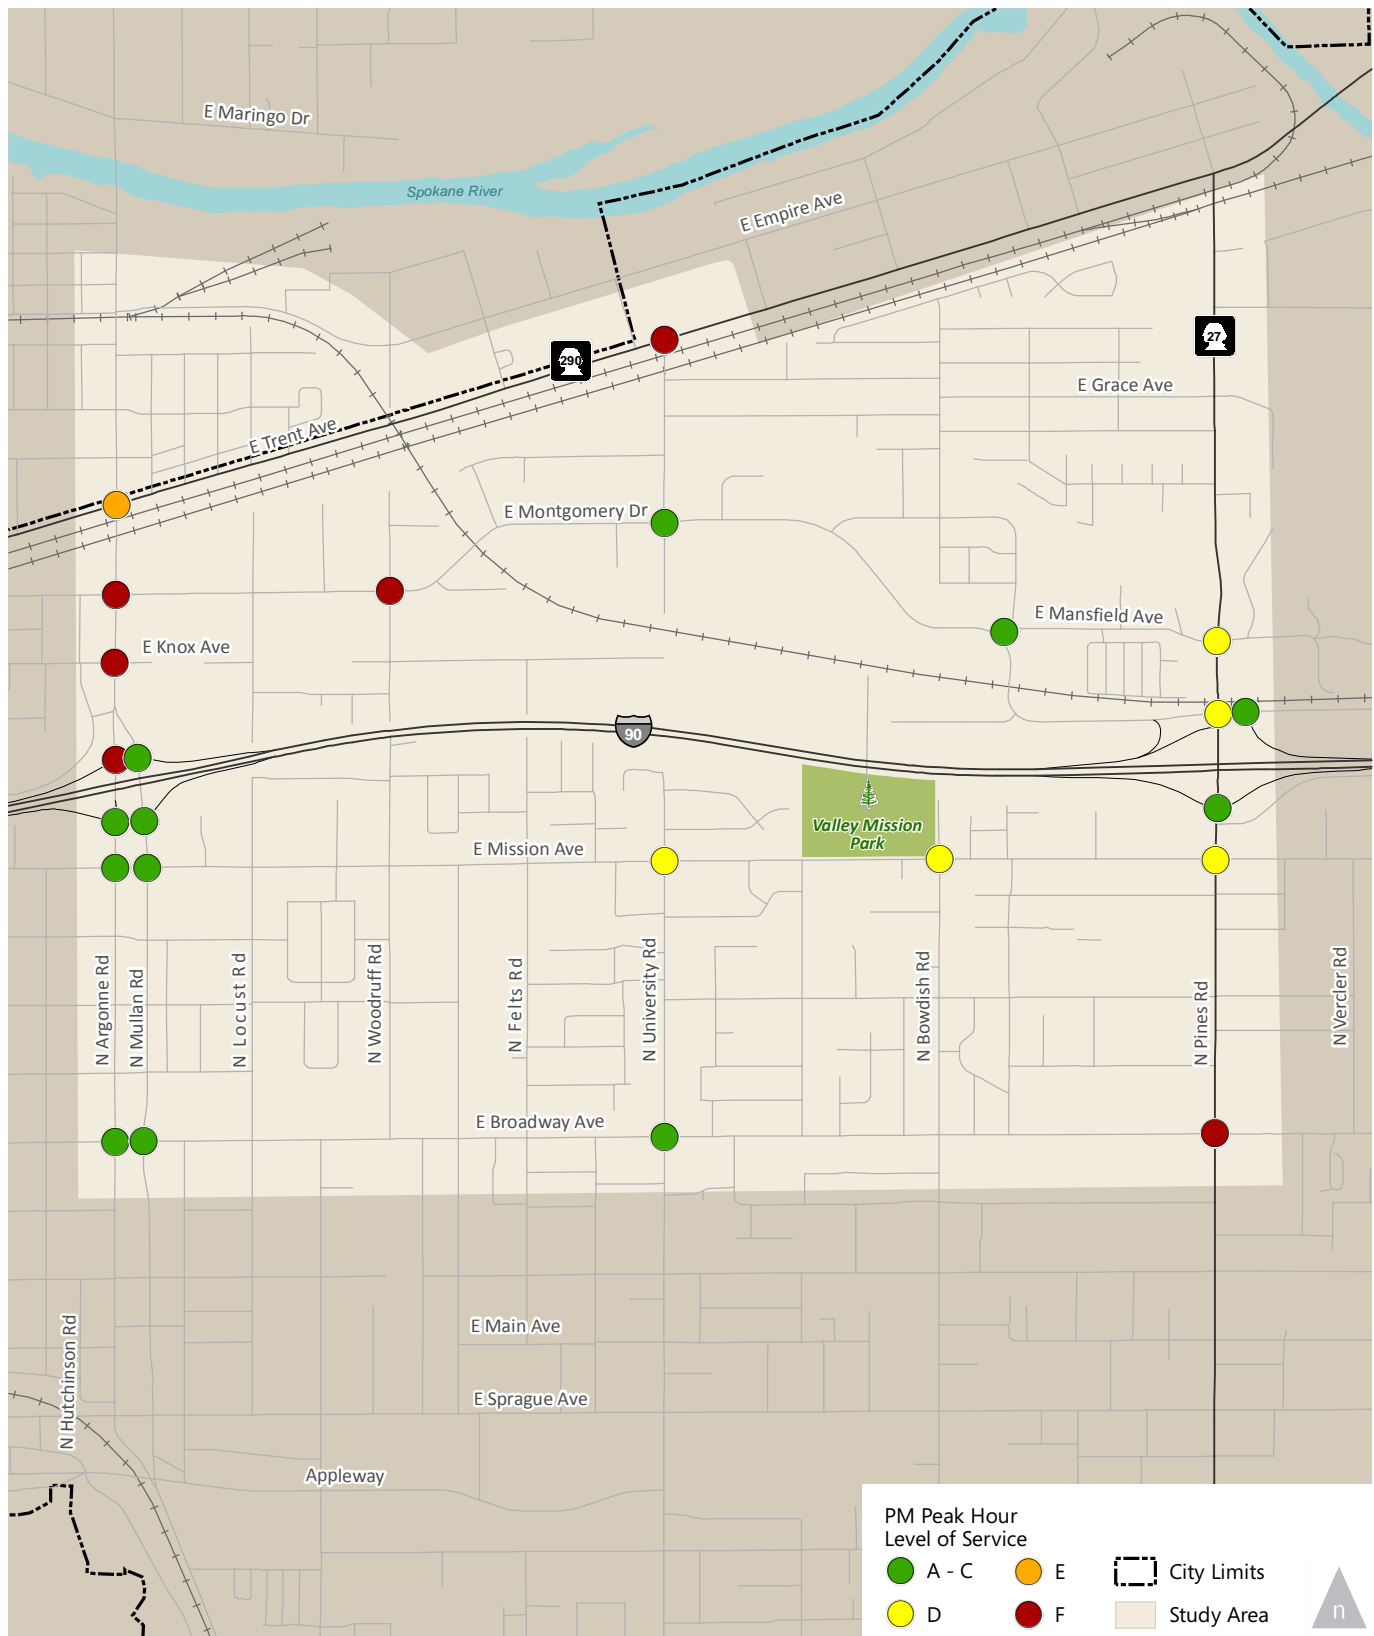 E Maringo Dr
Spokane River
E Empire Ave
27
290
E Grace Ave
E Trent Ave
E Montgomery Dr
E Mansfield Ave
E Knox Ave
90
Valley Mission
Park
E Mission Ave
N Argonne Rd
N Mullan Rd
N Locust Rd
N Woodruff Rd
N Felts Rd
N University Rd
N Bowdish Rd
N Pines Rd
N Vercler Rd
E Broadway Ave
E Main Ave
N Hutchinson Rd
E Sprague Ave
Appleway
PM Peak Hour
Level of Service
A - C
E
City Limits
D
F
Study Area
n